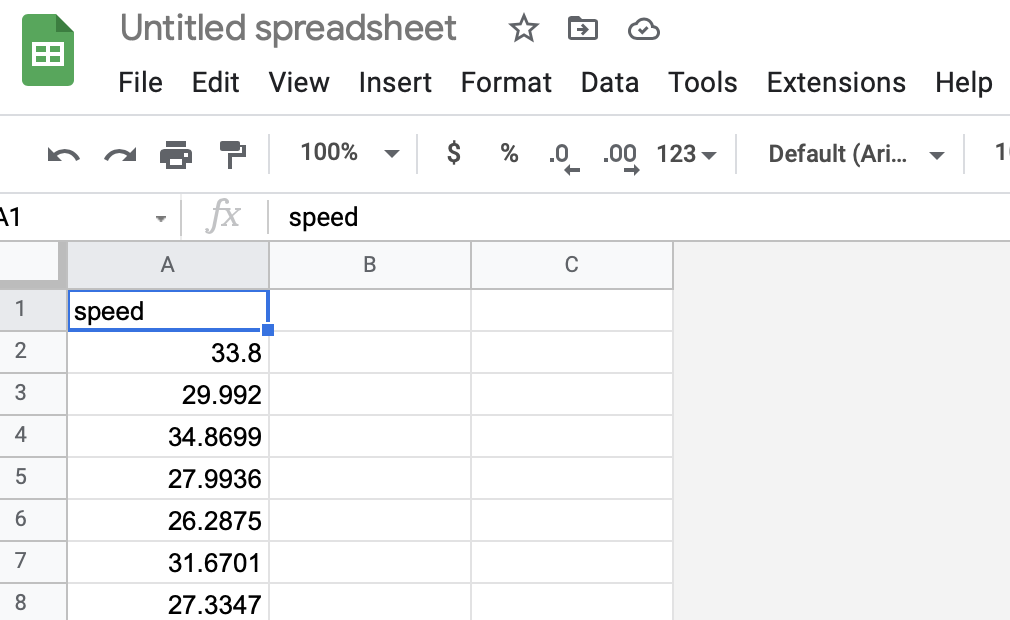 Untitled spreadsheet
File Edit View Insert Format Data Tools Extensions Help
100% $ % .0 .00 123 Default (Ari...
A1 fx speed
A B C
1 speed
2 33.8
3 29.992
4 34.8699
5 27.9936
6 26.2875
7 31.6701
8 27.3347